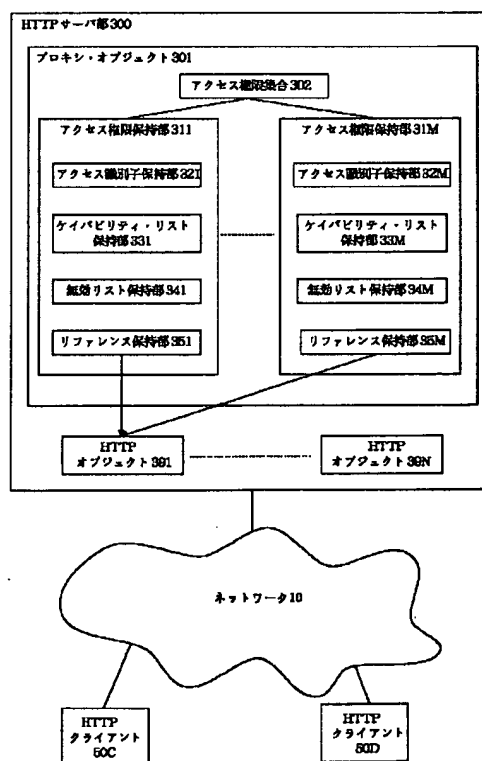 HTTPサーバ部300
プロキシ・オブジェクト301
アクセス権限集合302
アクセス権限保持部311
アクセス識別子保持部321
ケイパビリティ・リスト
保持部331
無効リスト保持部341
リファレンス保持部351
アクセス権限保持部31M
アクセス識別子保持部32M
ケイパビリティ・リスト
保持部33M
無効リスト保持部34M
リファレンス保持部35M
HTTP
オブジェクト391
HTTP
オブジェクト39N
ネットワーク10
HTTP
クライアント
50C
HTTP
クライアント
50D